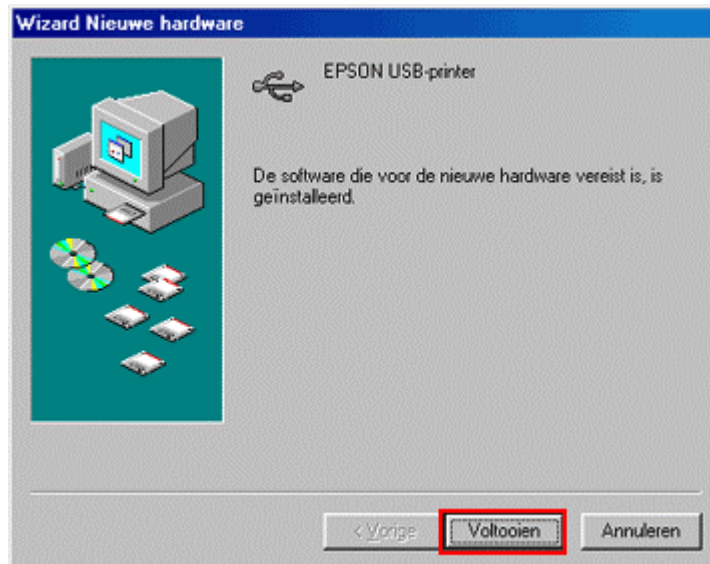 Wizard Nieuwe hardware
EPSON USB-printer
De software die voor de nieuwe hardware vereist is, is
geïnstalleerd.
< Vorige Voltooien Annuleren